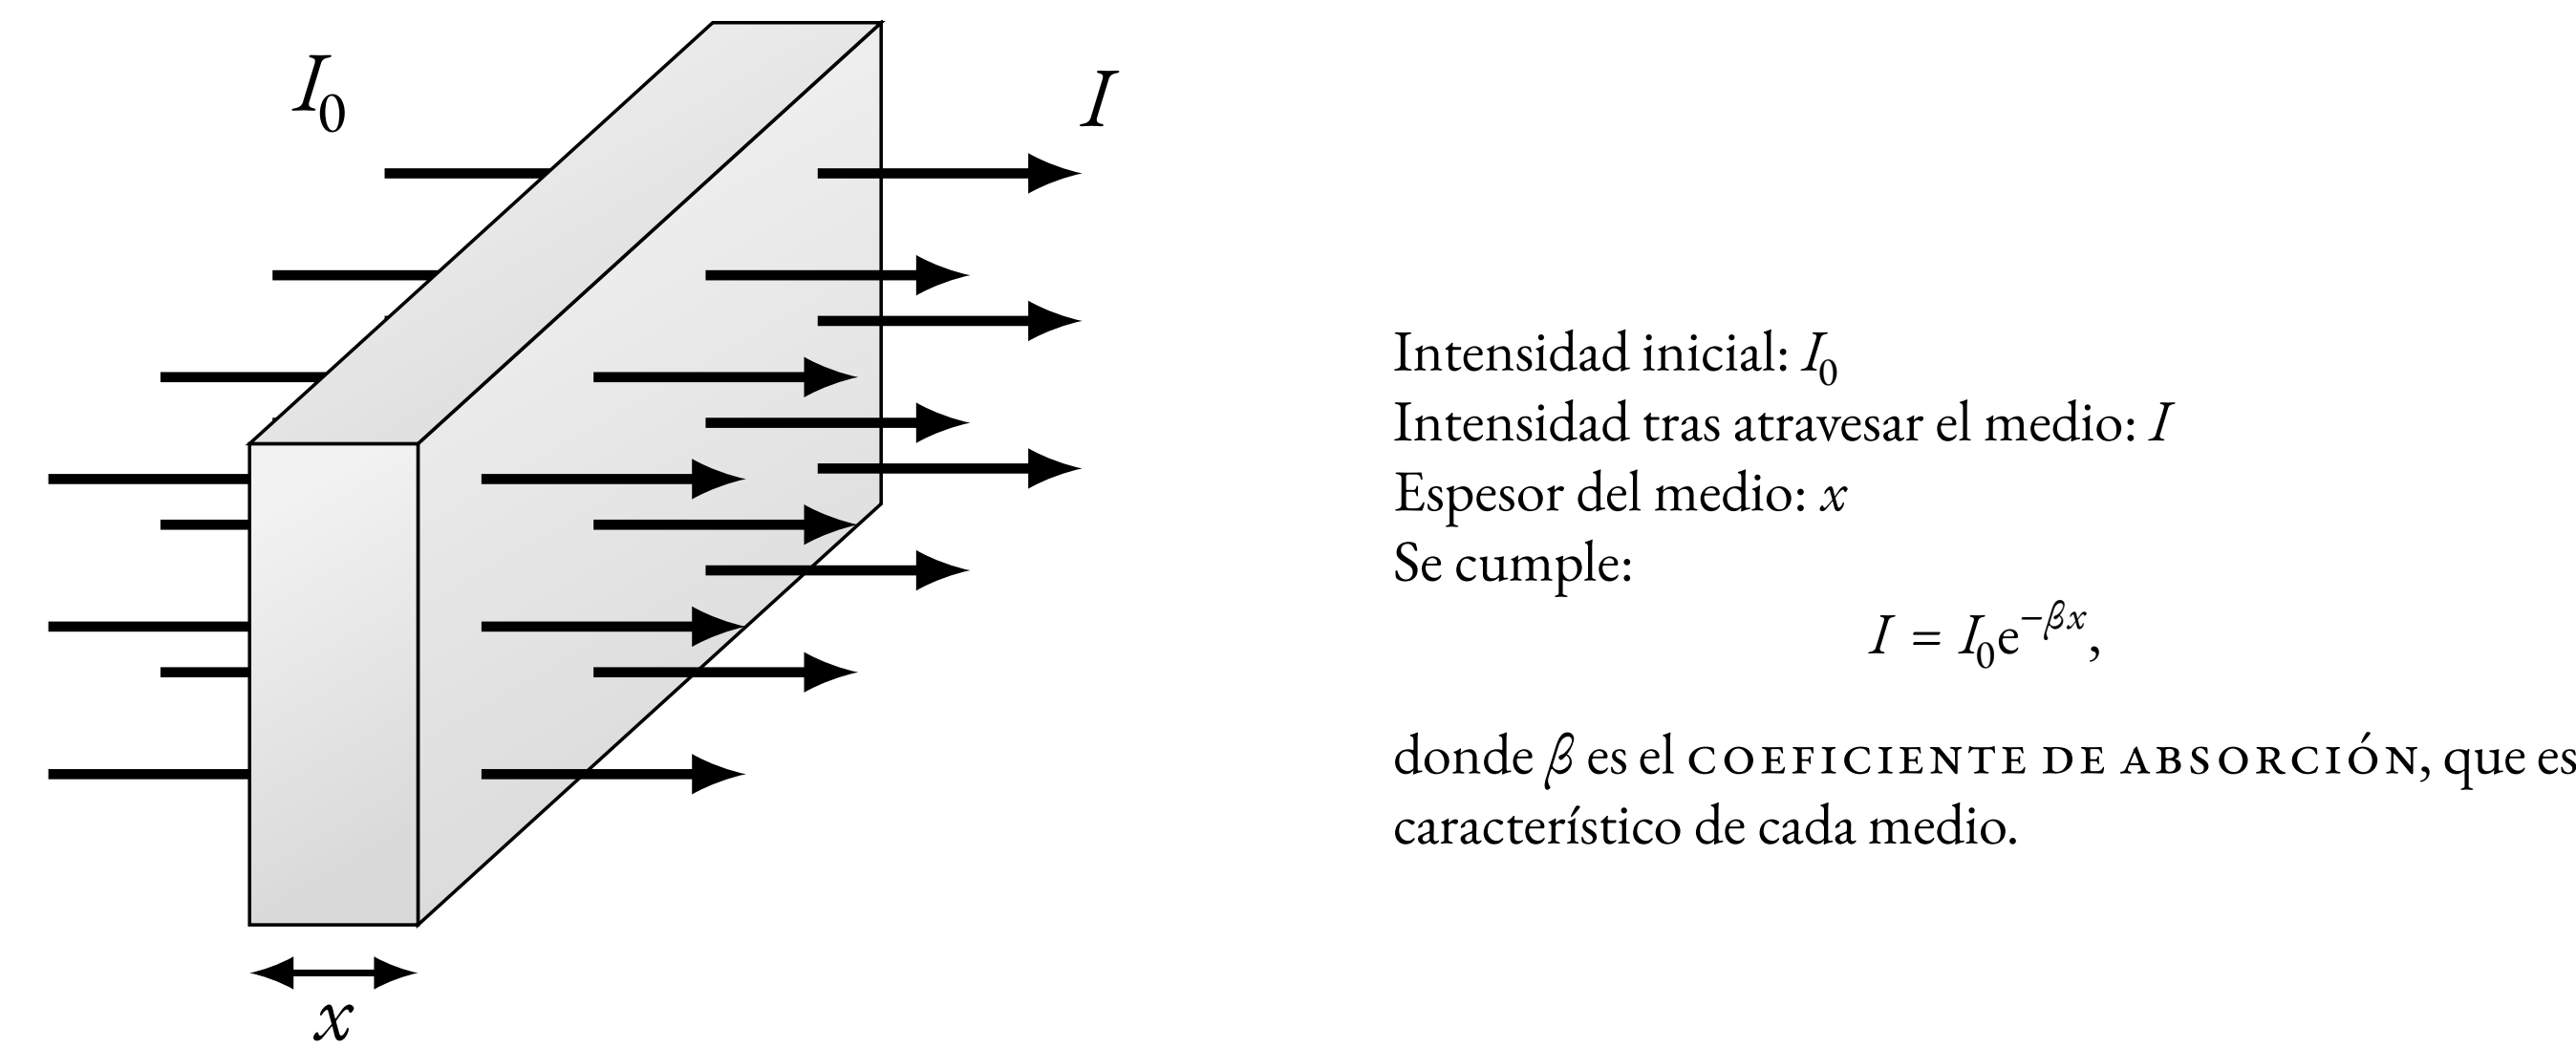 I₀
I
x
Intensidad inicial: I₀
Intensidad tras atravesar el medio: I
Espesor del medio: x
Se cumple:
I = I₀e^{−βx},
donde β es el COEFICIENTE DE ABSORCIÓN, que es
característico de cada medio.